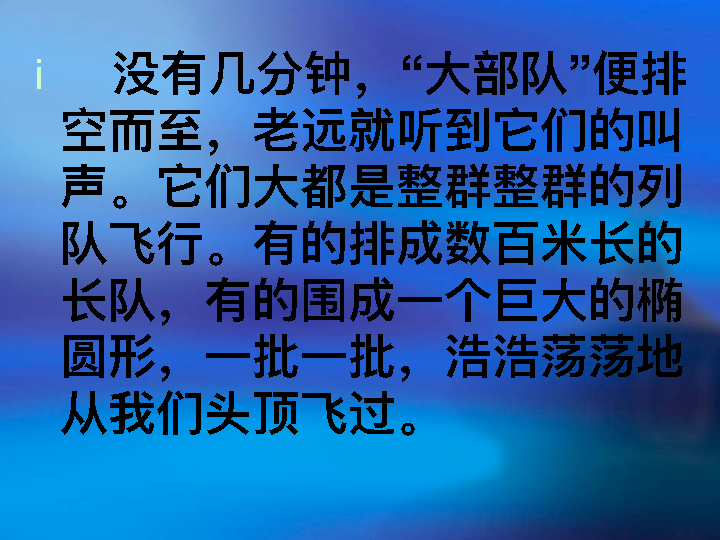 i 没有几分钟，“大部队”便排
空而至，老远就听到它们的叫
声。它们大都是整群整群的列
队飞行。有的排成数百米长的
长队，有的围成一个巨大的椭
圆形，一批一批，浩浩荡荡地
从我们头顶飞过。